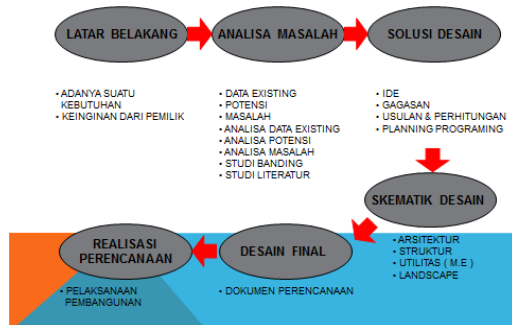 LATAR BELAKANG
ANALISA MASALAH
SOLUSI DESAIN
• ADANYA SUATU
KEBUTUHAN
• KEINGINAN DARI PEMILIK
• DATA EXISTING
• POTENSI
• MASALAH
• ANALISA DATA EXISTING
• ANALISA POTENSI
• ANALISA MASALAH
• STUDI BANDING
• STUDI LITERATUR
• IDE
• GAGASAN
• USULAN & PERHITUNGAN
• PLANNING PROGRAMING
SKEMATIK DESAIN
• ARSITEKTUR
• STRUKTUR
• UTILITAS ( M.E )
• LANDSCAPE
DESAIN FINAL
• DOKUMEN PERENCANAAN
REALISASI
PERENCANAAN
• PELAKSANAAN
PEMBANGUNAN